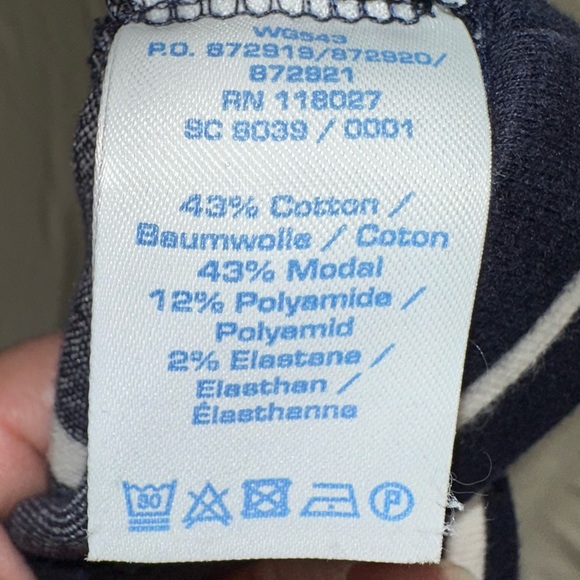 WG543
P.O. 872919/872920/
872921
RN 118027
SC 9039 / 0001
43% Cotton /
Baumwolle / Coton
43% Modal
12% Polyamide /
Polyamid
2% Elastane /
Elasthan /
Élasthanne
30
P